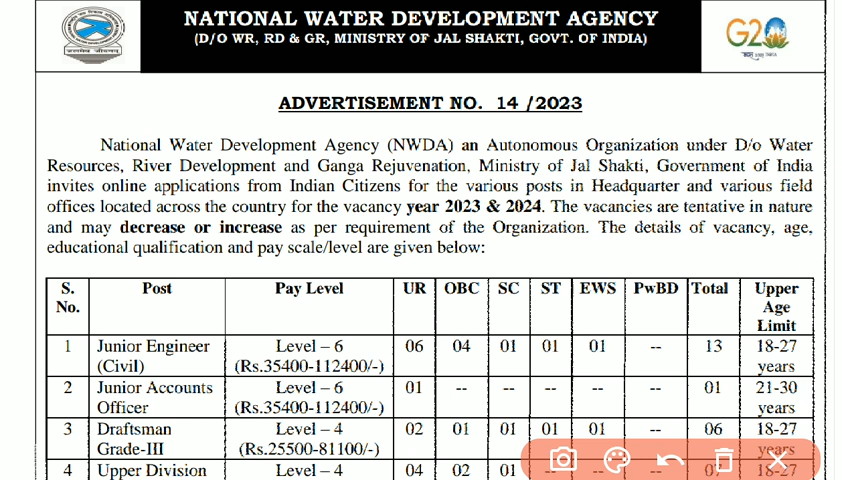 NATIONAL WATER DEVELOPMENT AGENCY
(D/O WR, RD & GR, MINISTRY OF JAL SHAKTI, GOVT. OF INDIA)
G20
ADVERTISEMENT NO. 14 /2023
National Water Development Agency (NWDA) an Autonomous Organization under D/o Water
Resources, River Development and Ganga Rejuvenation, Ministry of Jal Shakti, Government of India
invites online applications from Indian Citizens for the various posts in Headquarter and various field
offices located across the country for the vacancy year 2023 & 2024. The vacancies are tentative in nature
and may decrease or increase as per requirement of the Organization. The details of vacancy, age,
educational qualification and pay scale/level are given below:
S. No. Post Pay Level UR OBC SC ST EWS PwBD Total Upper Age Limit
1 Junior Engineer (Civil) Level – 6 (Rs.35400-112400/-) 06 04 01 01 01 -- 13 18-27 years
2 Junior Accounts Officer Level – 6 (Rs.35400-112400/-) 01 -- -- -- -- -- 01 21-30 years
3 Draftsman Grade-III Level – 4 (Rs.25500-81100/-) 02 01 01 01 01 -- 06 18-27 years
4 Upper Division Level – 4 04 02 01 -- -- -- 07 18-27